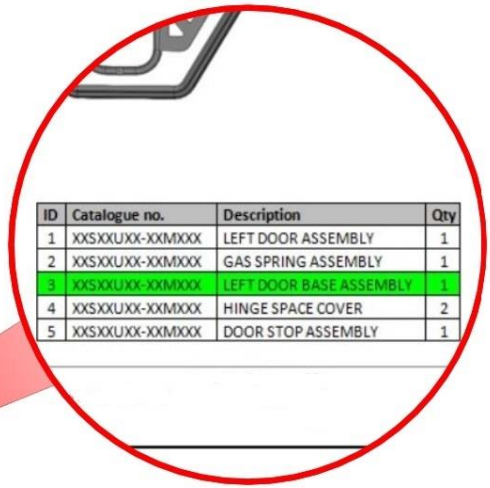 ID Catalogue no. Description Qty
1 XXSXXUXX-XXMXXX LEFT DOOR ASSEMBLY 1
2 XXSXXUXX-XXMXXX GAS SPRING ASSEMBLY 1
3 XXSXXUXX-XXMXXX LEFT DOOR BASE ASSEMBLY 1
4 XXSXXUXX-XXMXXX HINGE SPACE COVER 2
5 XXSXXUXX-XXMXXX DOOR STOP ASSEMBLY 1